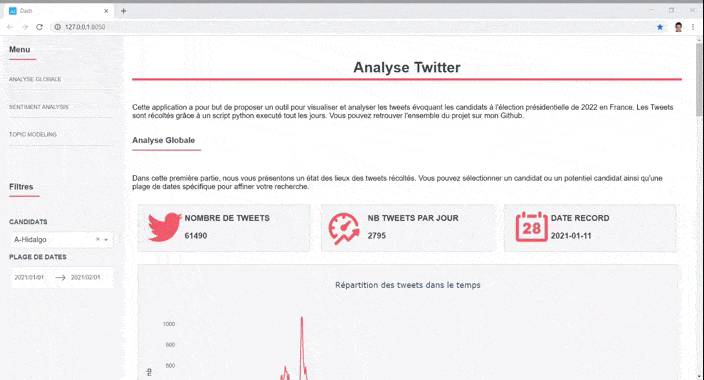 Dash
127.0.0.1:8050
Menu
ANALYSE GLOBALE
SENTIMENT ANALYSIS
TOPIC MODELING
Filtres
CANDIDATS
A-Hidalgo
PLAGE DE DATES
2021/01/01
2021/02/01
Analyse Twitter
Cette application a pour but de proposer un outil pour visualiser et analyser les tweets évoquant les candidats à l'élection présidentielle de 2022 en France. Les Tweets
sont récoltés grâce à un script python executé tout les jours. Vous pouvez retrouver l'ensemble du projet sur mon Github.
Analyse Globale
Dans cette première partie, nous vous présentons un état des lieux des tweets récoltés. Vous pouvez sélectionner un candidat ou un potentiel candidat ainsi qu'une
plage de dates spécifique pour affiner votre recherche.
NOMBRE DE TWEETS
61490
NB TWEETS PAR JOUR
2795
28
DATE RECORD
2021-01-11
Répartition des tweets dans le temps
1000
800
600